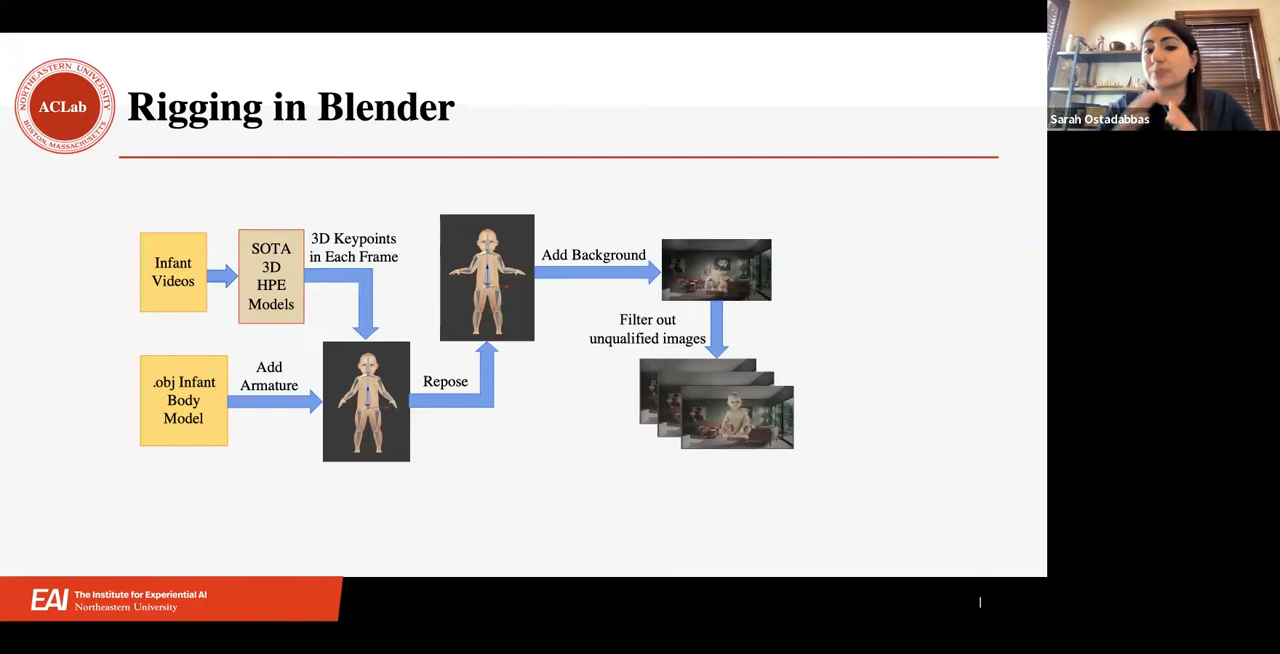 NORTHEASTERN UNIVERSITY
ACLab
BOSTON, MASSACHUSETTS
Rigging in Blender
Sarah Ostadabbas
Infant
Videos
SOTA
3D
HPE
Models
3D Keypoints
in Each Frame
.obj Infant
Body
Model
Add
Armature
Repose
Add Background
Filter out
unqualified images
EAI
The Institute for Experiential AI
Northeastern University